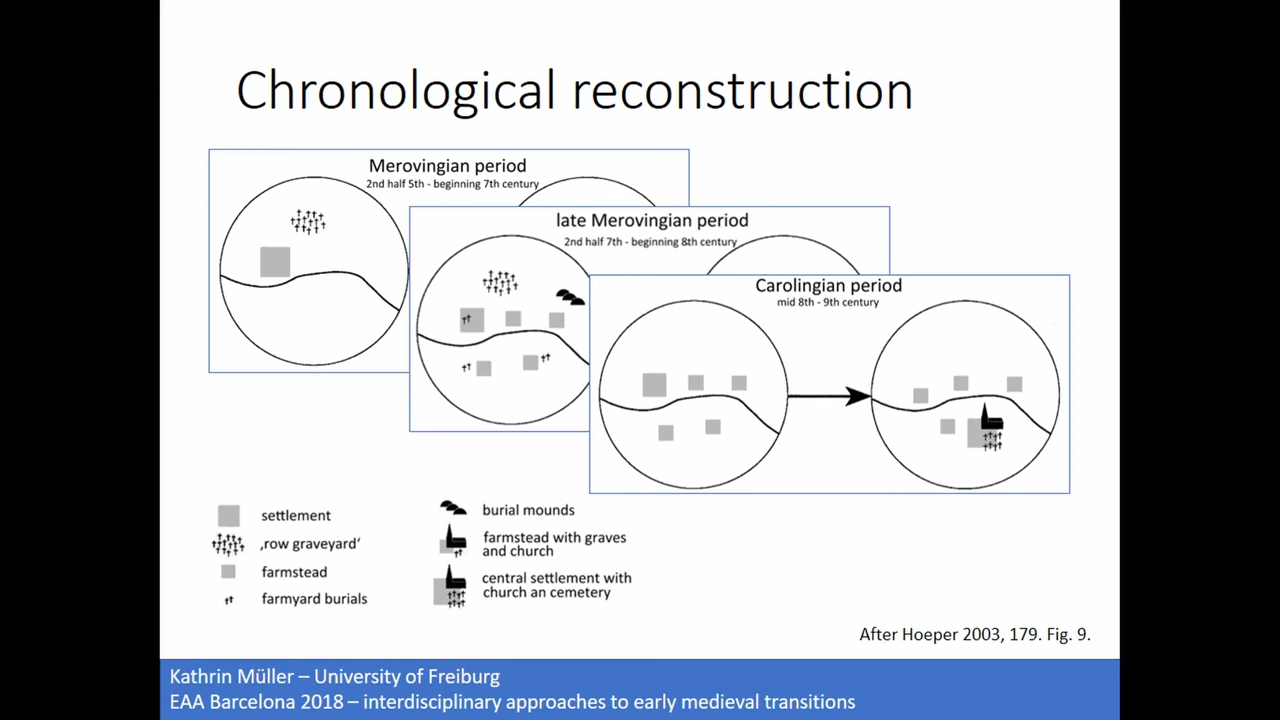 Chronological reconstruction
Merovingian period
2nd half 5th - beginning 7th century
late Merovingian period
2nd half 7th - beginning 8th century
Carolingian period
mid 8th - 9th century
settlement
‚row graveyard‘
farmstead
farmyard burials
burial mounds
farmstead with graves
and church
central settlement with
church an cemetery
After Hoeper 2003, 179. Fig. 9.
Kathrin Müller – University of Freiburg
EAA Barcelona 2018 – interdisciplinary approaches to early medieval transitions